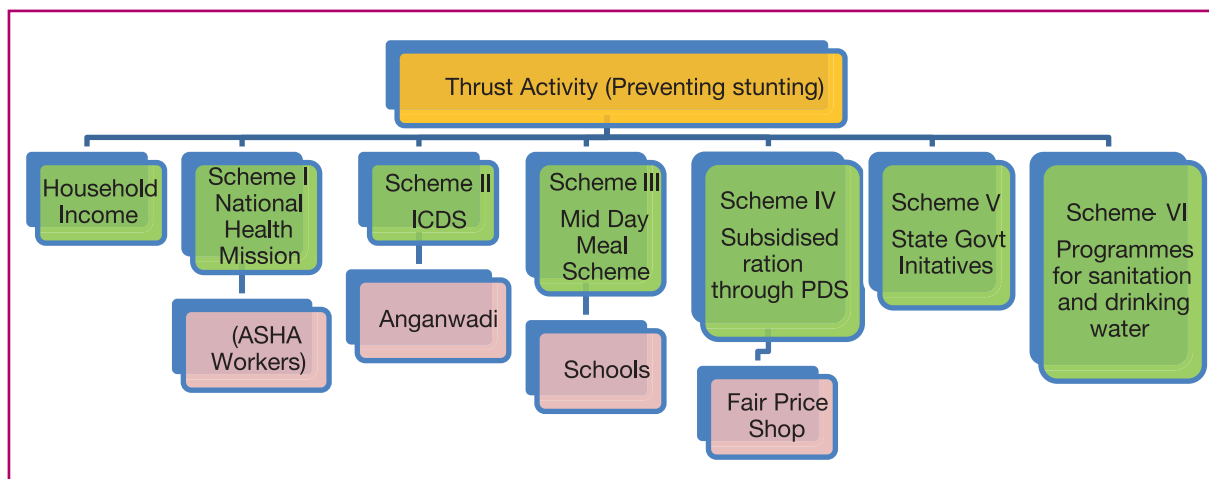 Thrust Activity (Preventing stunting)
Household
Income
Scheme I
National
Health
Mission
(ASHA
Workers)
Scheme II
ICDS
Anganwadi
Scheme III
Mid Day
Meal
Scheme
Schools
Scheme IV
Subsidised
ration
through PDS
Fair Price
Shop
Scheme V
State Govt
Initatives
Scheme- VI
Programmes
for sanitation
and drinking
water